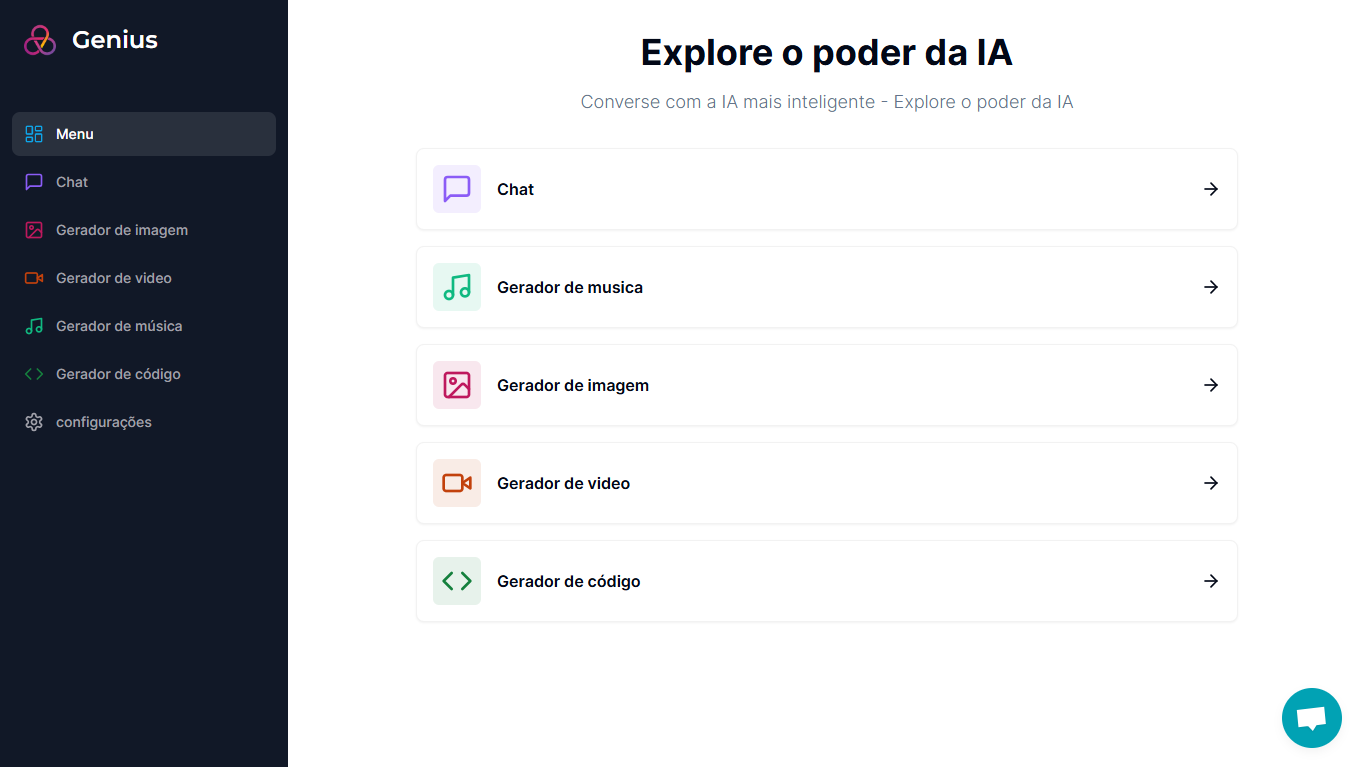 Genius
Menu
Chat
Gerador de imagem
Gerador de video
Gerador de música
Gerador de código
configurações
Explore o poder da IA
Converse com a IA mais inteligente - Explore o poder da IA
Chat
Gerador de musica
Gerador de imagem
Gerador de video
Gerador de código